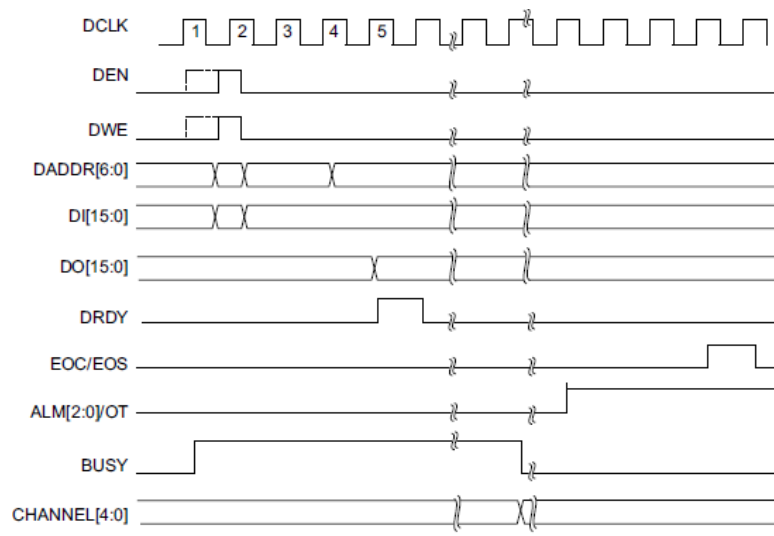 DCLK 1 2 3 4 5
DEN
DWE
DADDR[6:0]
DI[15:0]
DO[15:0]
DRDY
EOC/EOS
ALM[2:0]/OT
BUSY
CHANNEL[4:0]